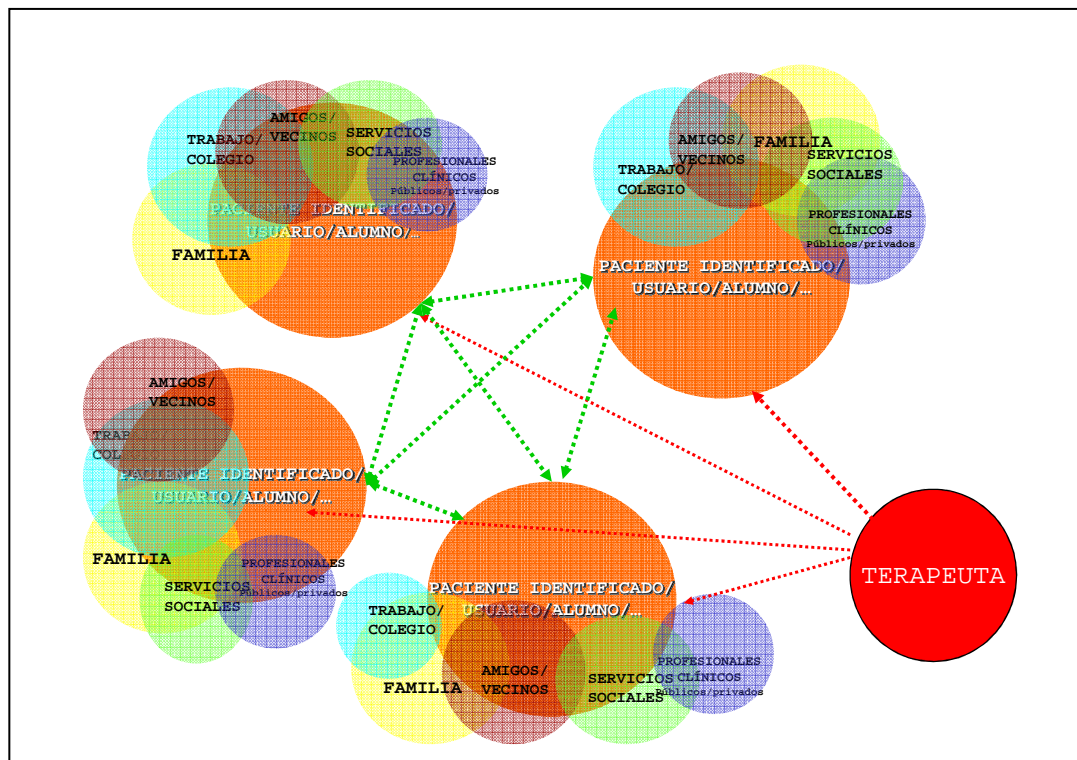 AMIGOS/
VECINOS
TRABAJO/
COLEGIO
SERVICIOS
SOCIALES
PROFESIONALES
CLÍNICOS
Públicos/privados
PACIENTE IDENTIFICADO/
USUARIO/ALUMNO/…
FAMILIA
AMIGOS/
VECINOS
FAMILIA
TRABAJO/
COLEGIO
SERVICIOS
SOCIALES
PROFESIONALES
CLÍNICOS
Públicos/privados
PACIENTE IDENTIFICADO/
USUARIO/ALUMNO/…
AMIGOS/
VECINOS
TRABAJO/
COLEGIO
PACIENTE IDENTIFICADO/
USUARIO/ALUMNO/…
FAMILIA
PROFESIONALES
CLÍNICOS
Públicos/privados
SERVICIOS
SOCIALES
PACIENTE IDENTIFICADO/
USUARIO/ALUMNO/…
TRABAJO/
COLEGIO
FAMILIA
AMIGOS/
VECINOS
SERVICIOS
SOCIALES
PROFESIONALES
CLÍNICOS
Públicos/privados
TERAPEUTA